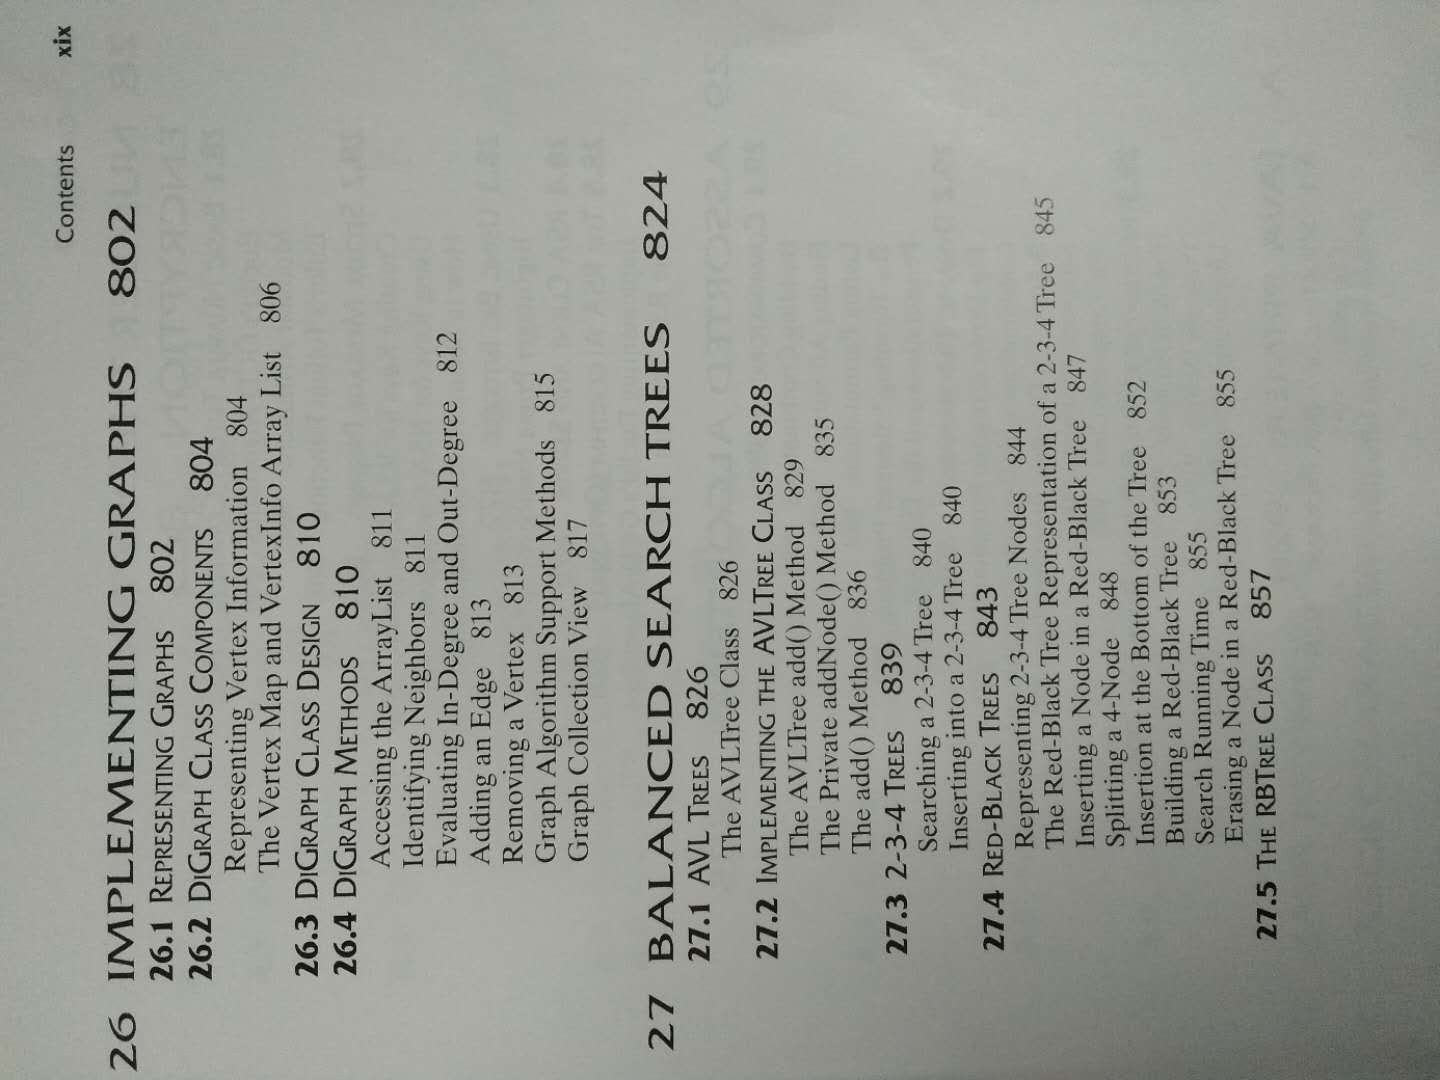 Contents xix
26 IMPLEMENTING GRAPHS 802
26.1 REPRESENTING GRAPHS 802
26.2 DIGRAPH CLASS COMPONENTS 804
Representing Vertex Information 804
The Vertex Map and VertexInfo Array List 806
26.3 DIGRAPH CLASS DESIGN 810
26.4 DIGRAPH METHODS 810
Accessing the ArrayList 811
Identifying Neighbors 811
Evaluating In-Degree and Out-Degree 812
Adding an Edge 813
Removing a Vertex 813
Graph Algorithm Support Methods 815
Graph Collection View 817
27 BALANCED SEARCH TREES 824
27.1 AVL TREES 826
The AVLTree Class 826
27.2 IMPLEMENTING THE AVLTREE CLASS 828
The AVLTree add() Method 829
The Private addNode() Method 835
The add() Method 836
27.3 2-3-4 TREES 839
Searching a 2-3-4 Tree 840
Inserting into a 2-3-4 Tree 840
27.4 RED-BLACK TREES 843
Representing 2-3-4 Tree Nodes 844
The Red-Black Tree Representation of a 2-3-4 Tree 845
Inserting a Node in a Red-Black Tree 847
Splitting a 4-Node 848
Insertion at the Bottom of the Tree 852
Building a Red-Black Tree 853
Search Running Time 855
Erasing a Node in a Red-Black Tree 855
27.5 THE RBTREE CLASS 857